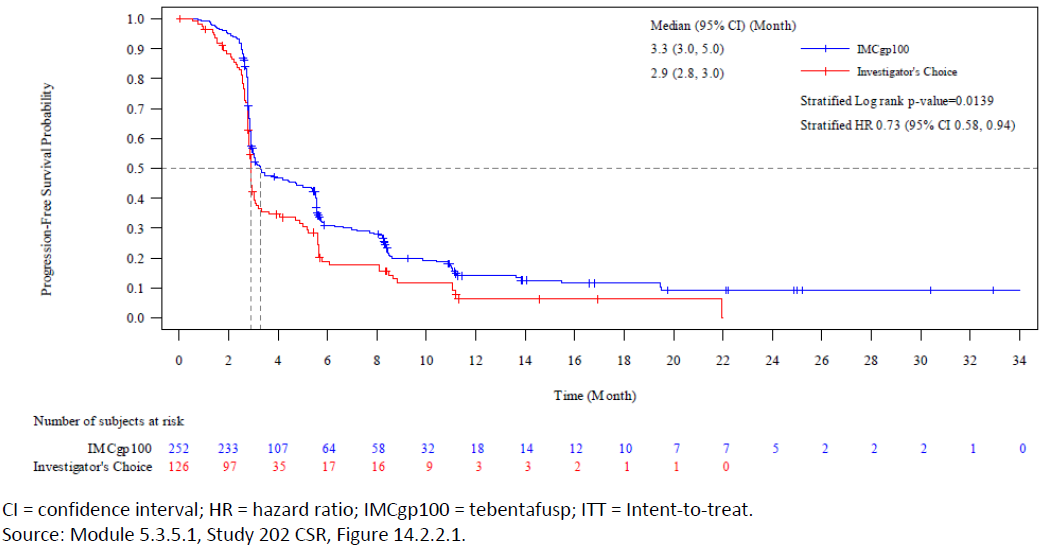 Median (95% CI) (Month)
3.3 (3.0, 5.0) IMCgp100
2.9 (2.8, 3.0) Investigator's Choice
Stratified Log rank p-value=0.0139
Stratified HR 0.73 (95% CI 0.58, 0.94)
Progression-Free Survival Probability
1.0
0.9
0.8
0.7
0.6
0.5
0.4
0.3
0.2
0.1
0.0
0 2 4 6 8 10 12 14 16 18 20 22 24 26 28 30 32 34
Time (Month)
Number of subjects at risk
IMCgp100 252 233 107 64 58 32 18 14 12 10 7 7 5 2 2 2 1 0
Investigator's Choice 126 97 35 17 16 9 3 3 2 1 1 0
CI = confidence interval; HR = hazard ratio; IMCgp100 = tebentafusp; ITT = Intent-to-treat.
Source: Module 5.3.5.1, Study 202 CSR, Figure 14.2.2.1.